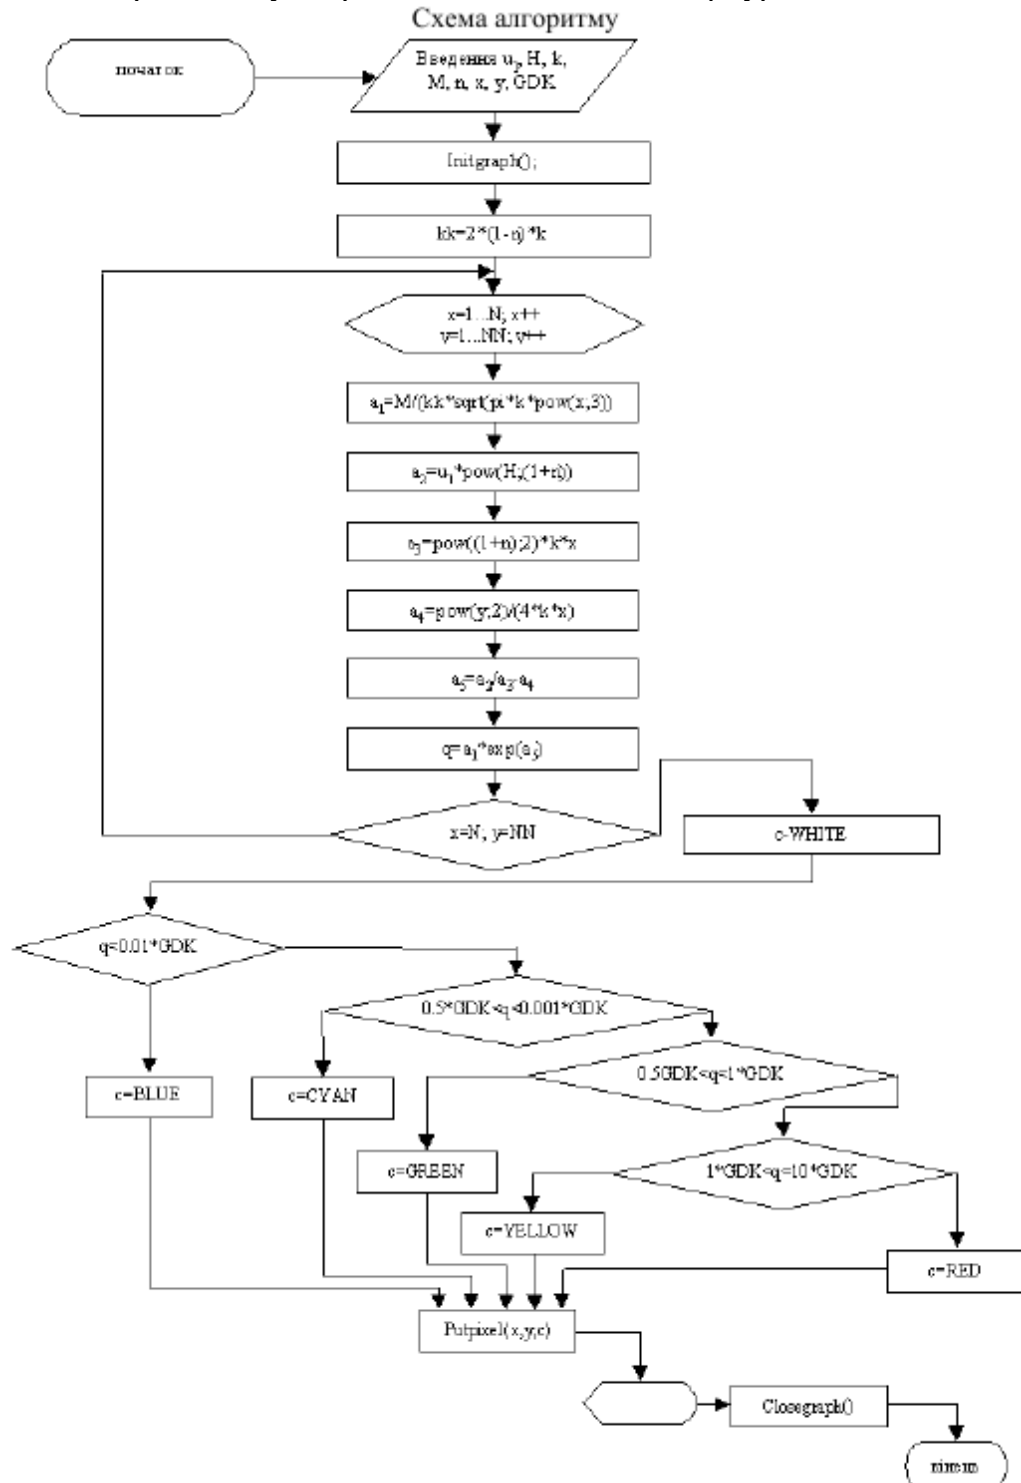 Схема алгоритму
початок
Введення u₁, H, k,
M, n, x, y, GDK
Initgraph();
kk=2*(1-n)*k
x=1...N; x++
y=1...NN; y++
a₁=M/(kk*sqrt(pi*k*pow(x;3))
a₂=u₁*pow(H;(1+n))
a₃=pow((1+n);2)*k*x
a₄=pow(y;2)/(4*k*x)
a₅=a₂/a₃-a₄
q=a₁*exp(a₅)
x=N; y=NN
c-WHITE
q<0.01*GDK
0.5*GDK<q<0.001*GDK
0.5GDK<q<1*GDK
c=BLUE
c=CYAN
c=GREEN
1*GDK<q=10*GDK
c=YELLOW
c=RED
Putpixel(x,y,c)
Closegraph()